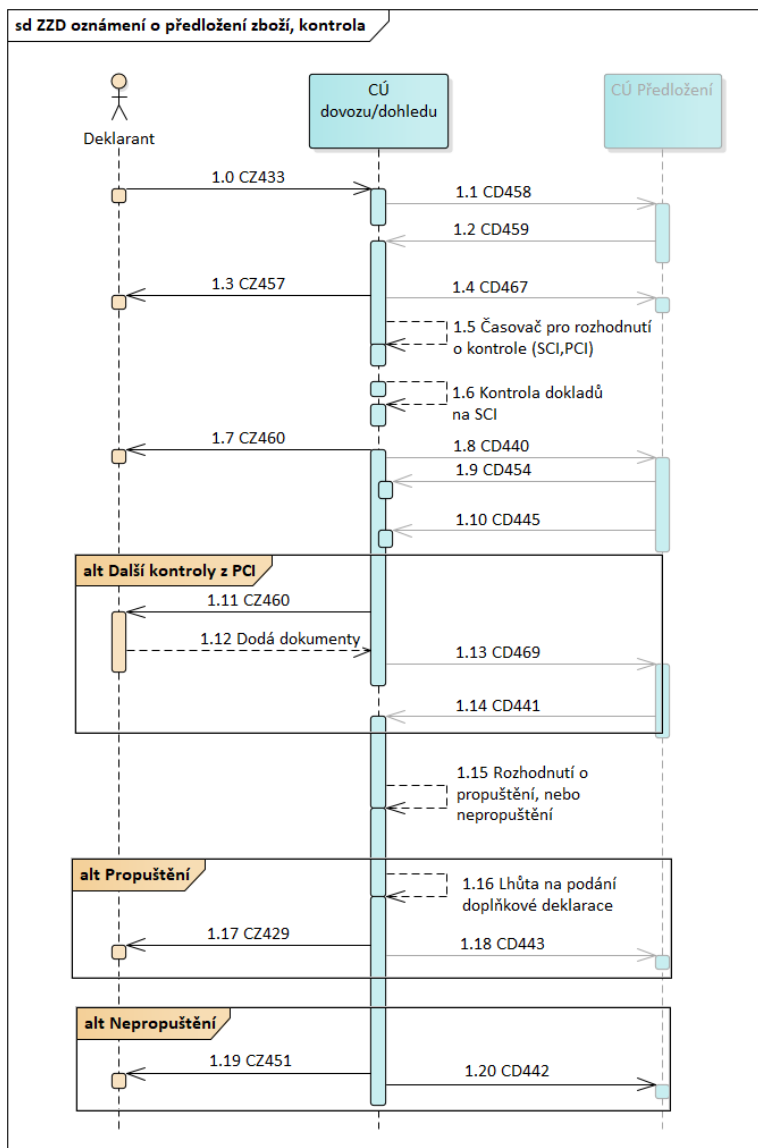 sd ZZD oznámení o předložení zboží, kontrola
Deklarant
CÚ
dovozu/dohledu
CÚ Předložení
1.0 CZ433
1.1 CD458
1.2 CD459
1.3 CZ457
1.4 CD467
1.5 Časovač pro rozhodnutí
o kontrole (SCI,PCI)
1.6 Kontrola dokladů
na SCI
1.7 CZ460
1.8 CD440
1.9 CD454
1.10 CD445
alt Další kontroly z PCI
1.11 CZ460
1.12 Dodá dokumenty
1.13 CD469
1.14 CD441
1.15 Rozhodnutí o
propuštění, nebo
nepropuštění
alt Propuštění
1.16 Lhůta na podání
doplňkové deklarace
1.17 CZ429
1.18 CD443
alt Nepropuštění
1.19 CZ451
1.20 CD442